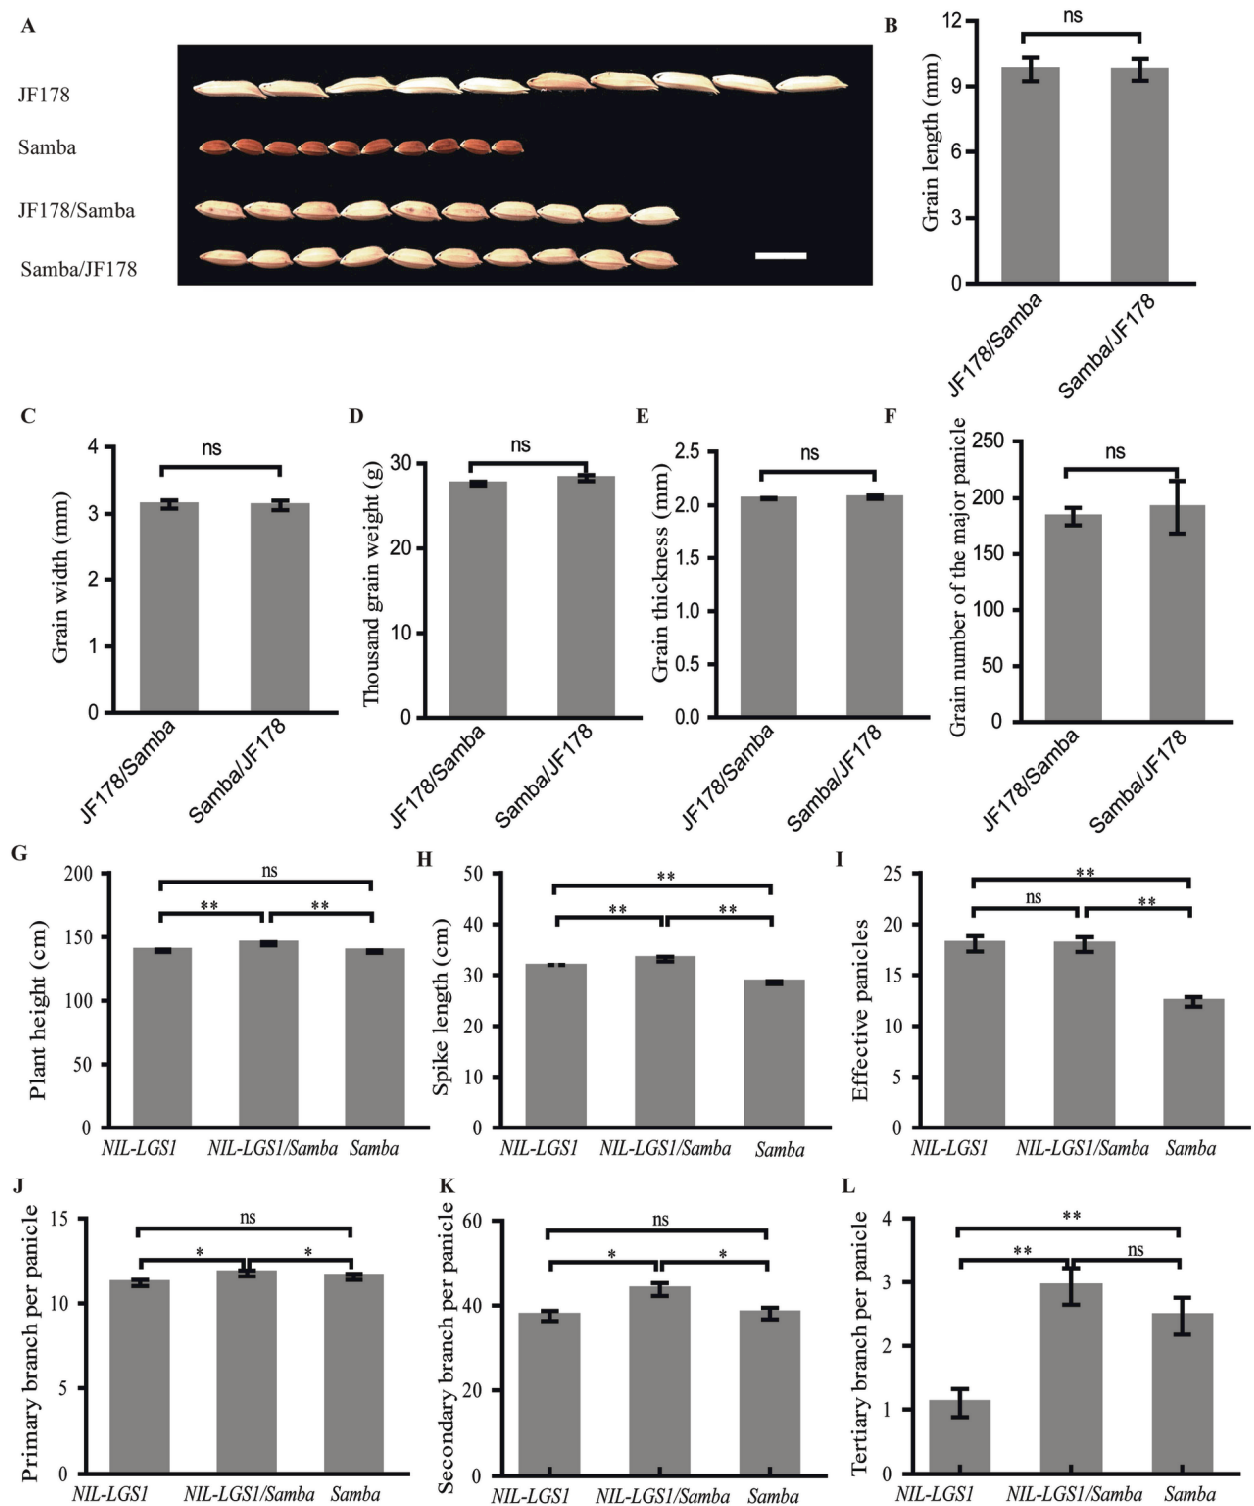 A
JF178
Samba
JF178/Samba
Samba/JF178
B
Grain length (mm)
12
9
6
3
0
ns
JF178/Samba
Samba/JF178
C
Grain width (mm)
4
3
2
1
0
ns
JF178/Samba
Samba/JF178
D
Thousand grain weight (g)
30
20
10
0
ns
JF178/Samba
Samba/JF178
E
Grain thickness (mm)
2.5
2.0
1.5
1.0
0.5
0.0
ns
JF178/Samba
Samba/JF178
F
Grain number of the major panicle
250
200
150
100
50
0
ns
JF178/Samba
Samba/JF178
G
Plant height (cm)
200
150
100
50
0
ns
** **
NIL-LGS1 NIL-LGS1/Samba Samba
H
Spike length (cm)
50
40
30
20
10
0
**
** **
NIL-LGS1 NIL-LGS1/Samba Samba
I
Effective panicles
25
20
15
10
5
0
**
ns **
NIL-LGS1 NIL-LGS1/Samba Samba
J
Primary branch per panicle
15
10
5
0
ns
* *
NIL-LGS1 NIL-LGS1/Samba Samba
K
Secondary branch per panicle
60
40
20
0
ns
* *
NIL-LGS1 NIL-LGS1/Samba Samba
L
Tertiary branch per panicle
4
3
2
1
0
**
** ns
NIL-LGS1 NIL-LGS1/Samba Samba